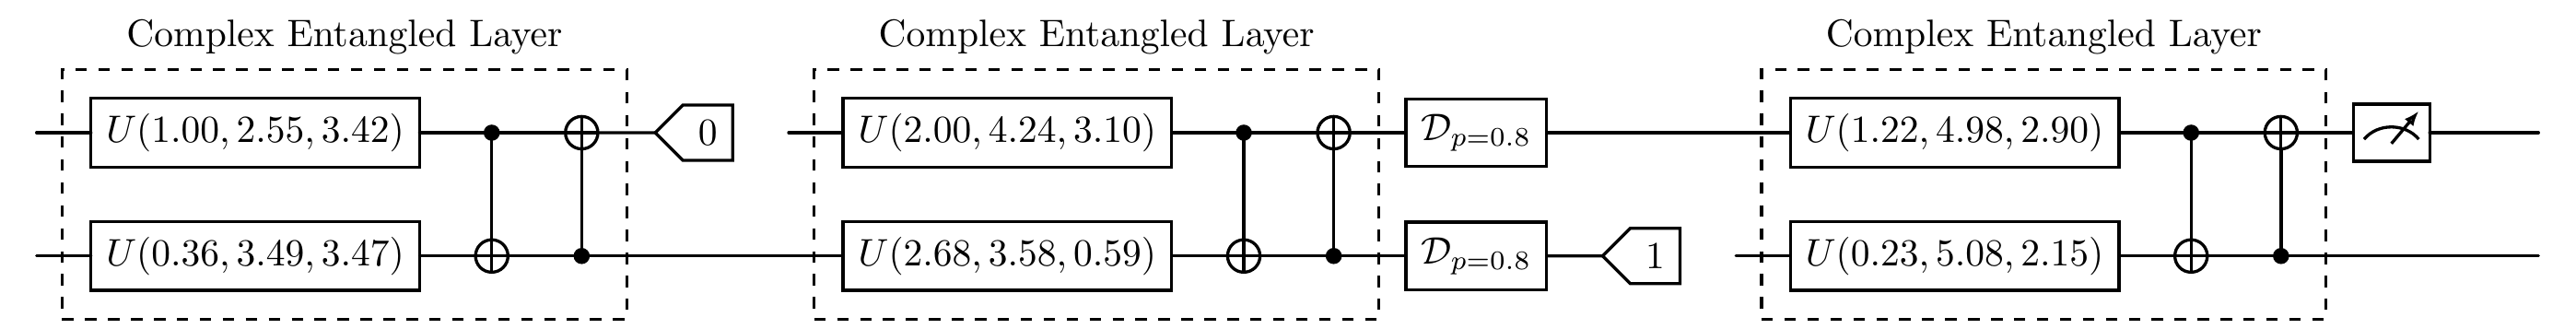 Complex Entangled Layer Complex Entangled Layer Complex Entangled Layer
U(1.00, 2.55, 3.42) 0 U(2.00, 4.24, 3.10) 𝒟p=0.8 U(1.22, 4.98, 2.90)
U(0.36, 3.49, 3.47) U(2.68, 3.58, 0.59) 𝒟p=0.8 1 U(0.23, 5.08, 2.15)